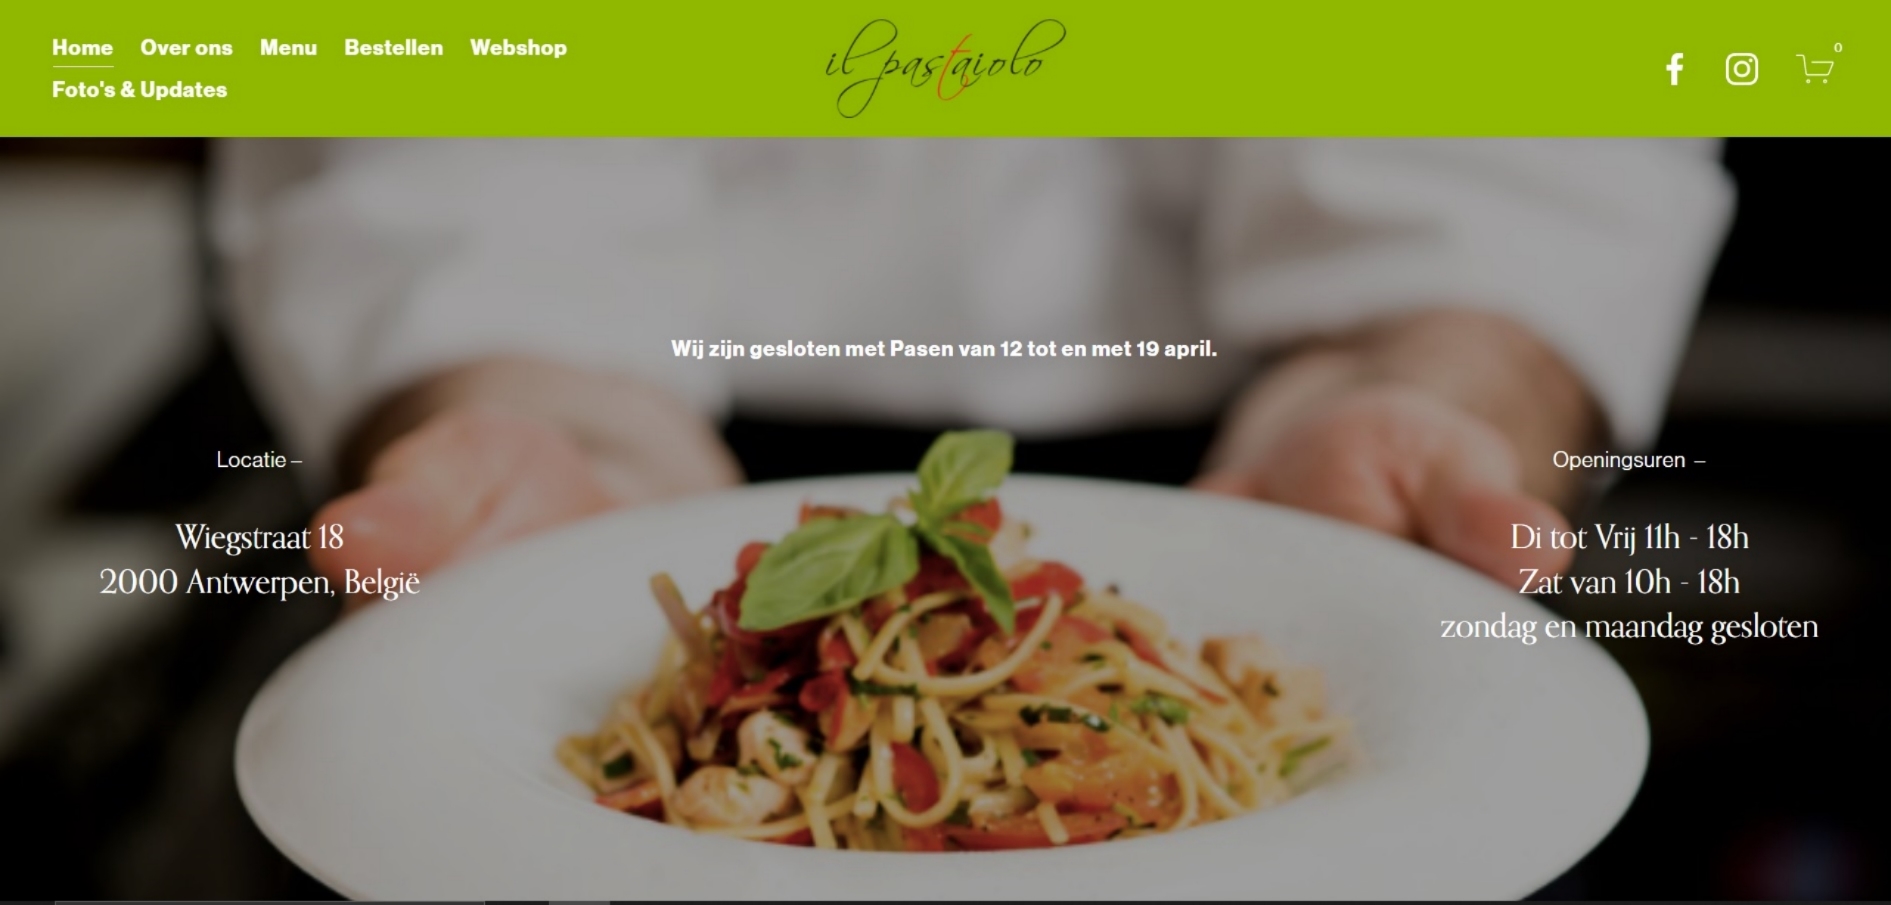 Home Over ons Menu Bestellen Webshop
Foto's & Updates
il pastaiolo
0
Wij zijn gesloten met Pasen van 12 tot en met 19 april.
Locatie –
Wiegstraat 18
2000 Antwerpen, België
Openingsuren –
Di tot Vrij 11h - 18h
Zat van 10h - 18h
zondag en maandag gesloten